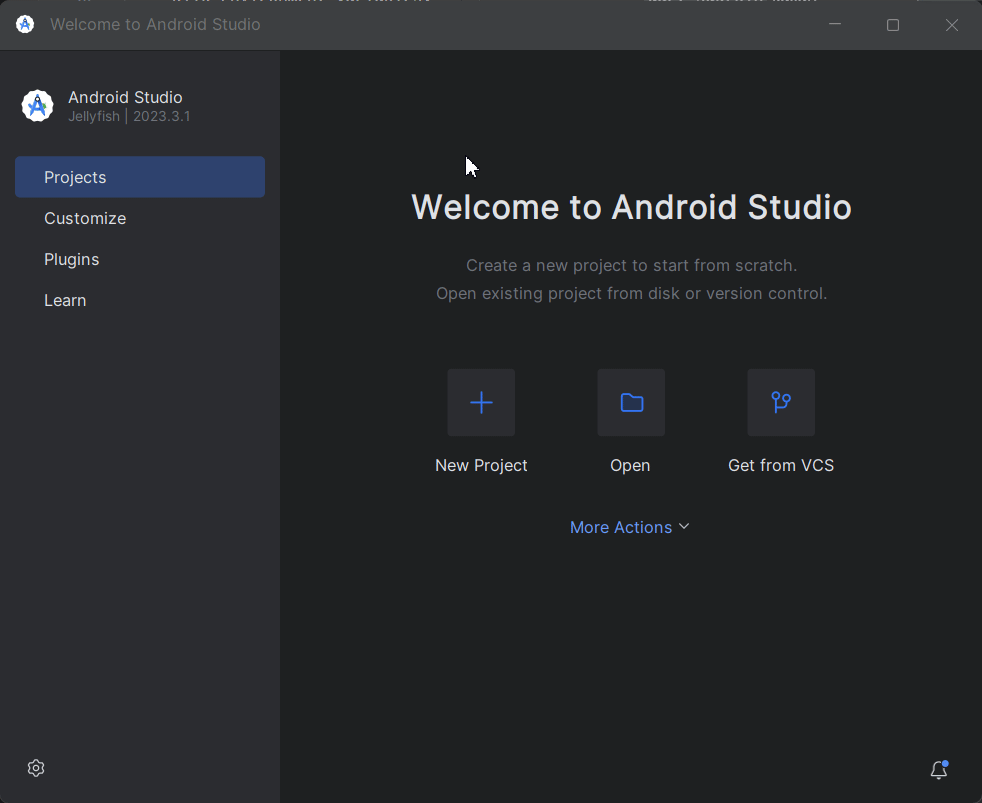 Welcome to Android Studio
Android Studio
Jellyfish | 2023.3.1
Projects
Customize
Plugins
Learn
Welcome to Android Studio
Create a new project to start from scratch.
Open existing project from disk or version control.
New Project
Open
Get from VCS
More Actions